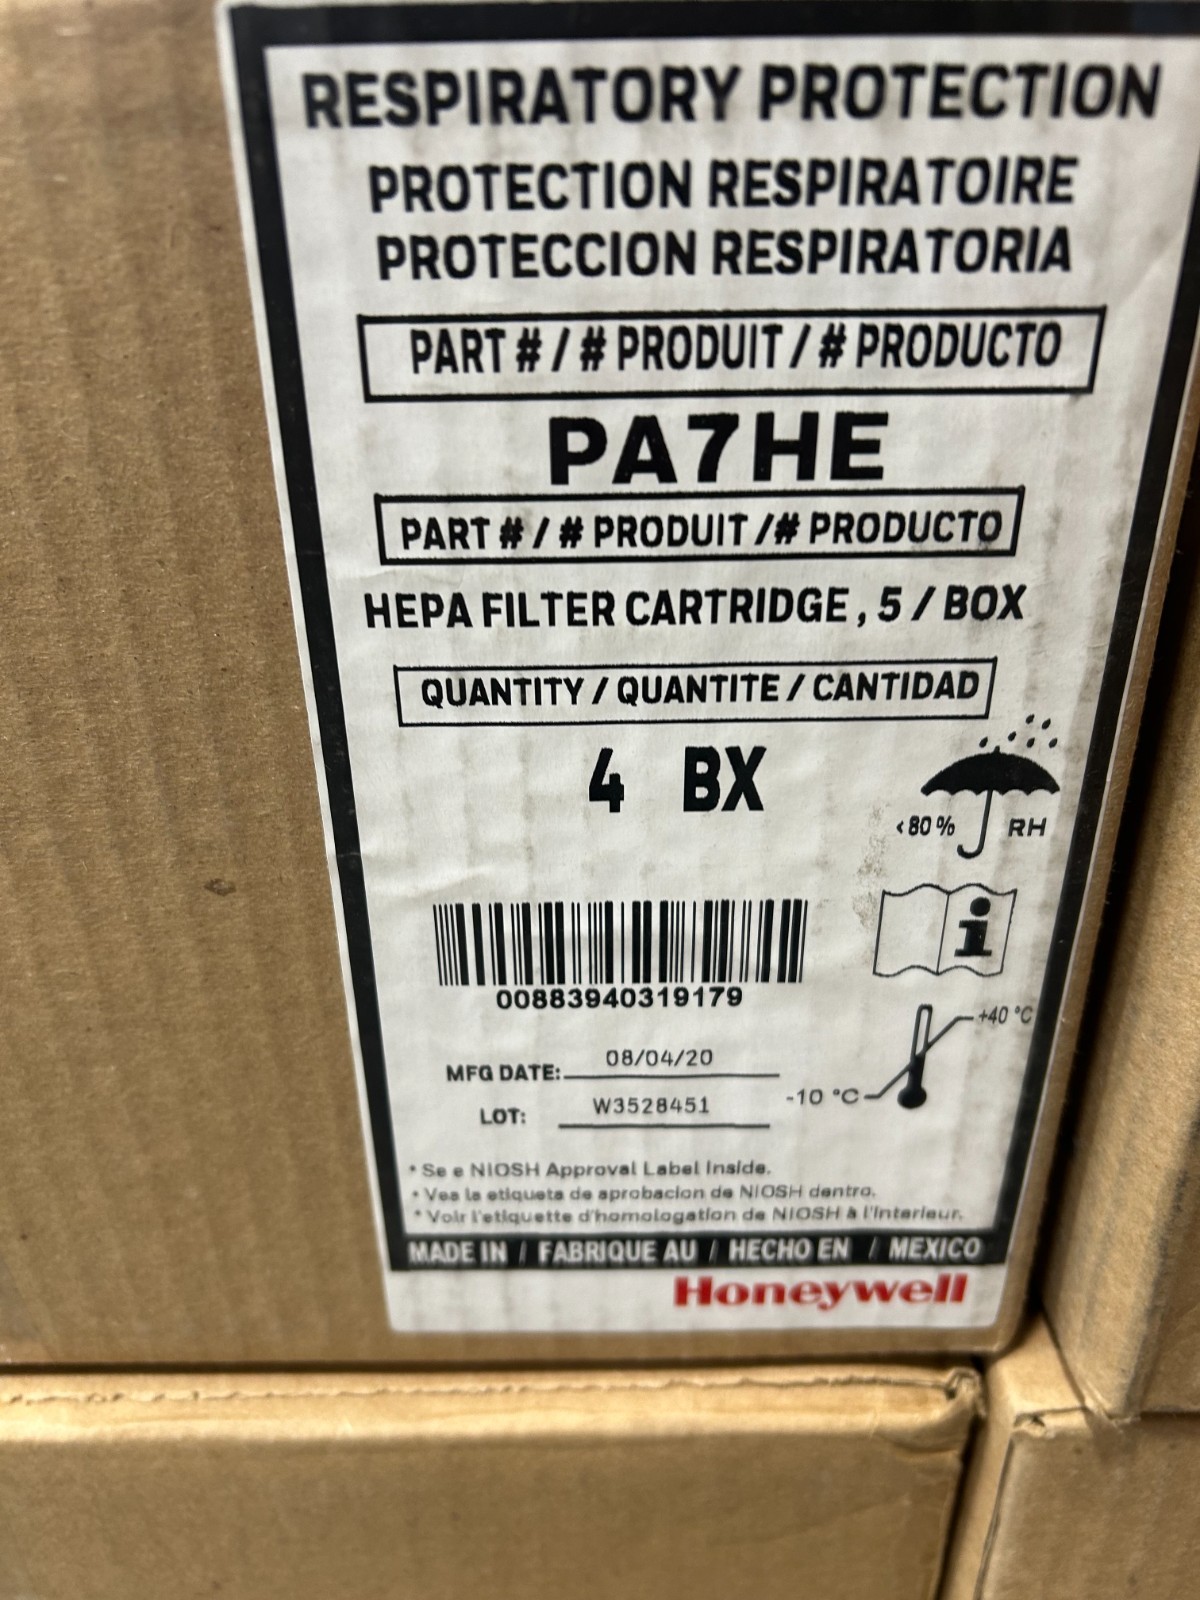 RESPIRATORY PROTECTION
PROTECTION RESPIRATOIRE
PROTECCION RESPIRATORIA
PART # / # PRODUIT / # PRODUCTO
PA7HE
PART # / # PRODUIT /# PRODUCTO
HEPA FILTER CARTRIDGE , 5 / BOX
QUANTITY / QUANTITE / CANTIDAD
4 BX
<80 % RH
i
00883940319179
+40 °C
-10 °C
MFG DATE: 08/04/20
LOT: W3528451
* Se e NIOSH Approval Label Inside.
* Vea la etiqueta de aprobacion de NIOSH dentro.
* Voir l'etiquette d'homologation de NIOSH à l'interieur.
MADE IN / FABRIQUE AU / HECHO EN / MEXICO
Honeywell